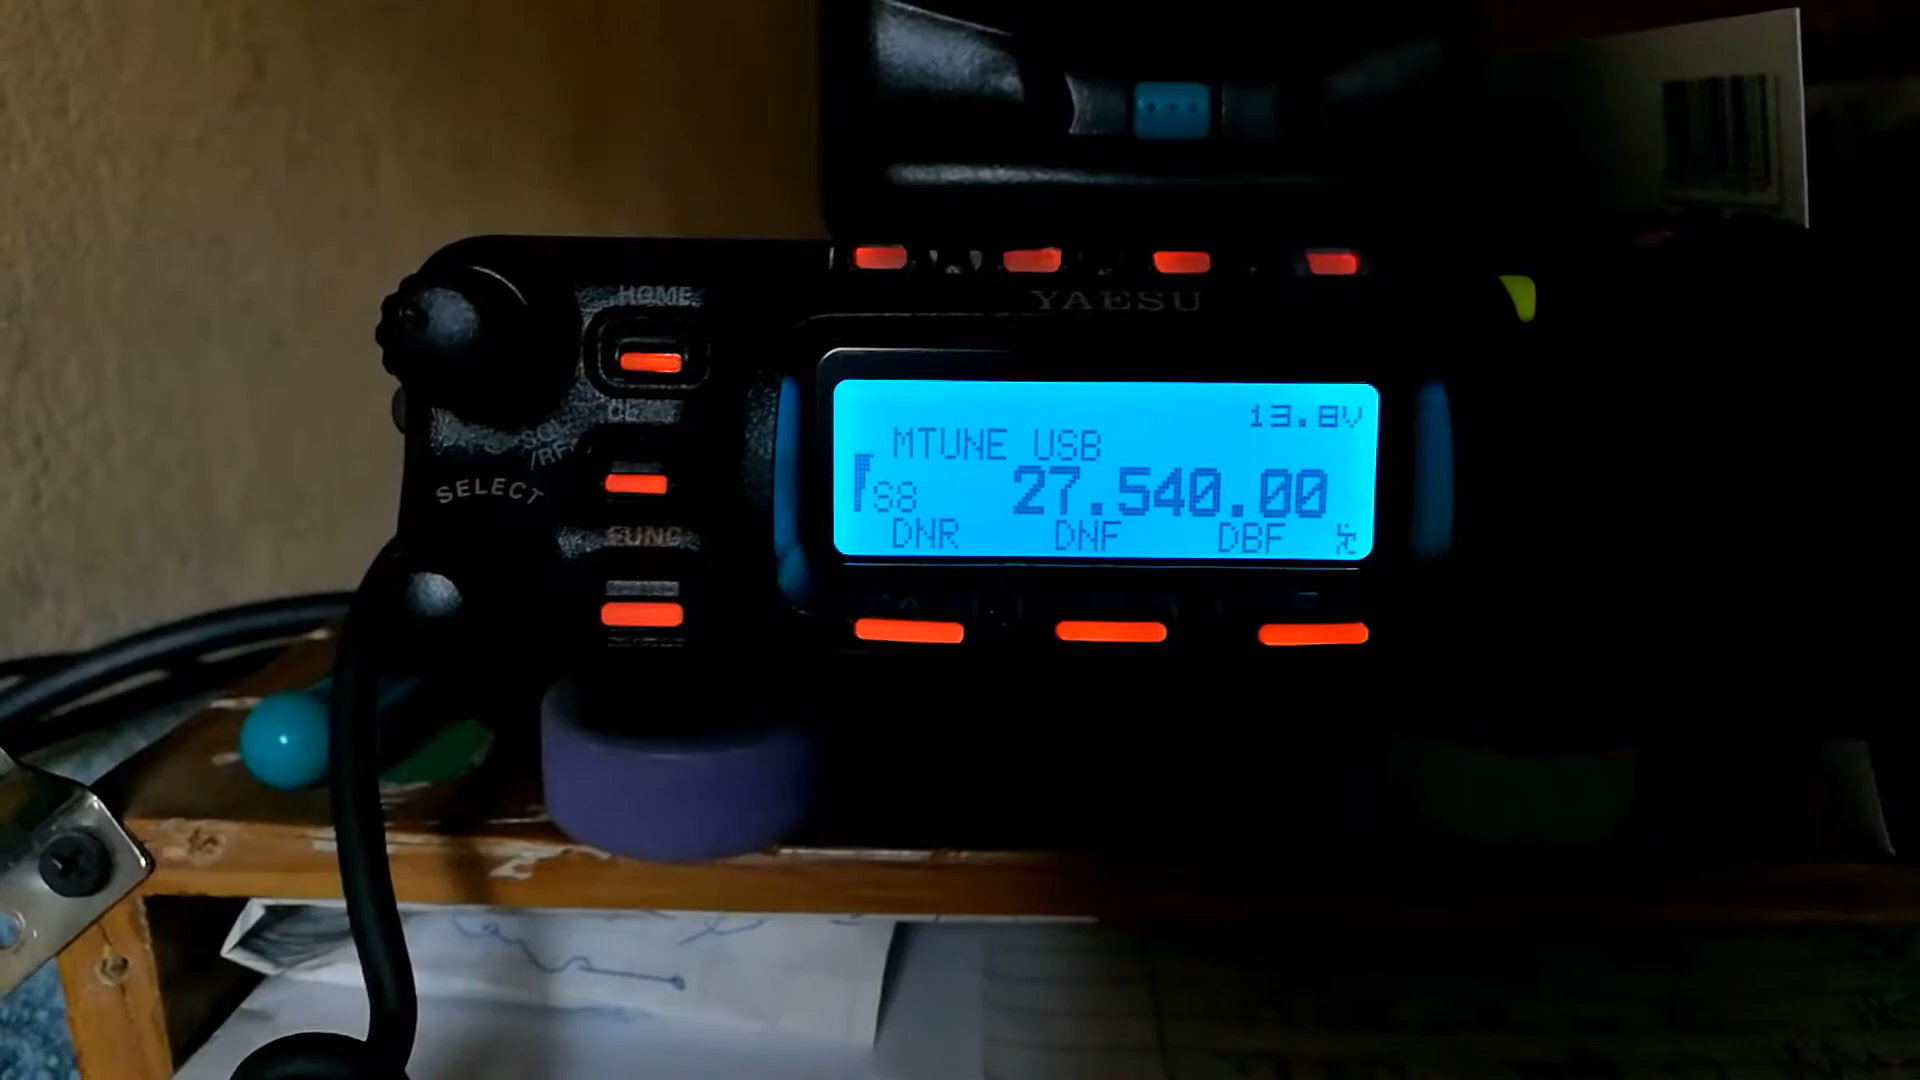 HOME
YAESU
SELECT
FUNC
13.8V
MTUNE USB
S8 27.540.00
DNR DNF DBF